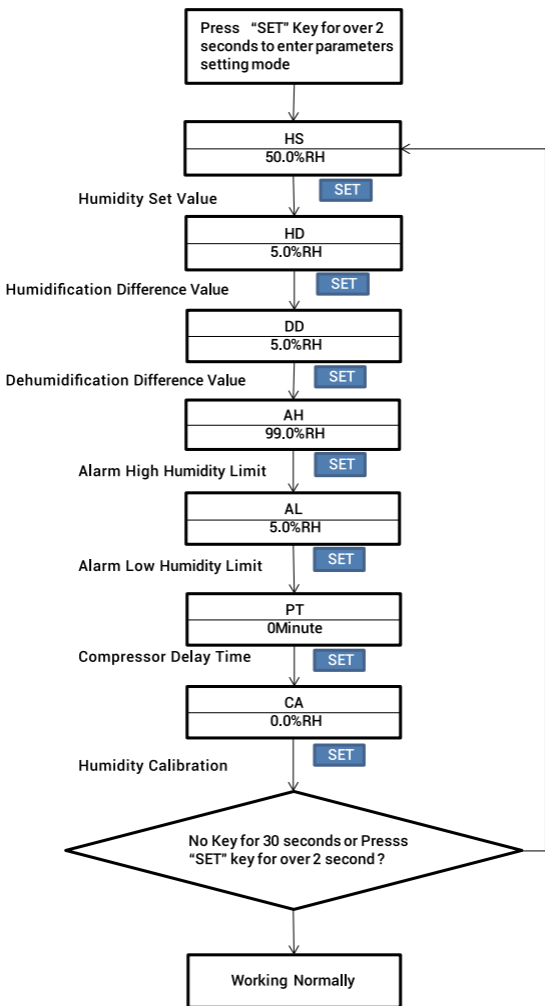 Press "SET" Key for over 2
seconds to enter parameters
setting mode
HS
50.0%RH
SET
Humidity Set Value
HD
5.0%RH
SET
Humidification Difference Value
DD
5.0%RH
SET
Dehumidification Difference Value
AH
99.0%RH
SET
Alarm High Humidity Limit
AL
5.0%RH
SET
Alarm Low Humidity Limit
PT
0Minute
SET
Compressor Delay Time
CA
0.0%RH
SET
Humidity Calibration
No Key for 30 seconds or Presss
"SET" key for over 2 second ?
Working Normally